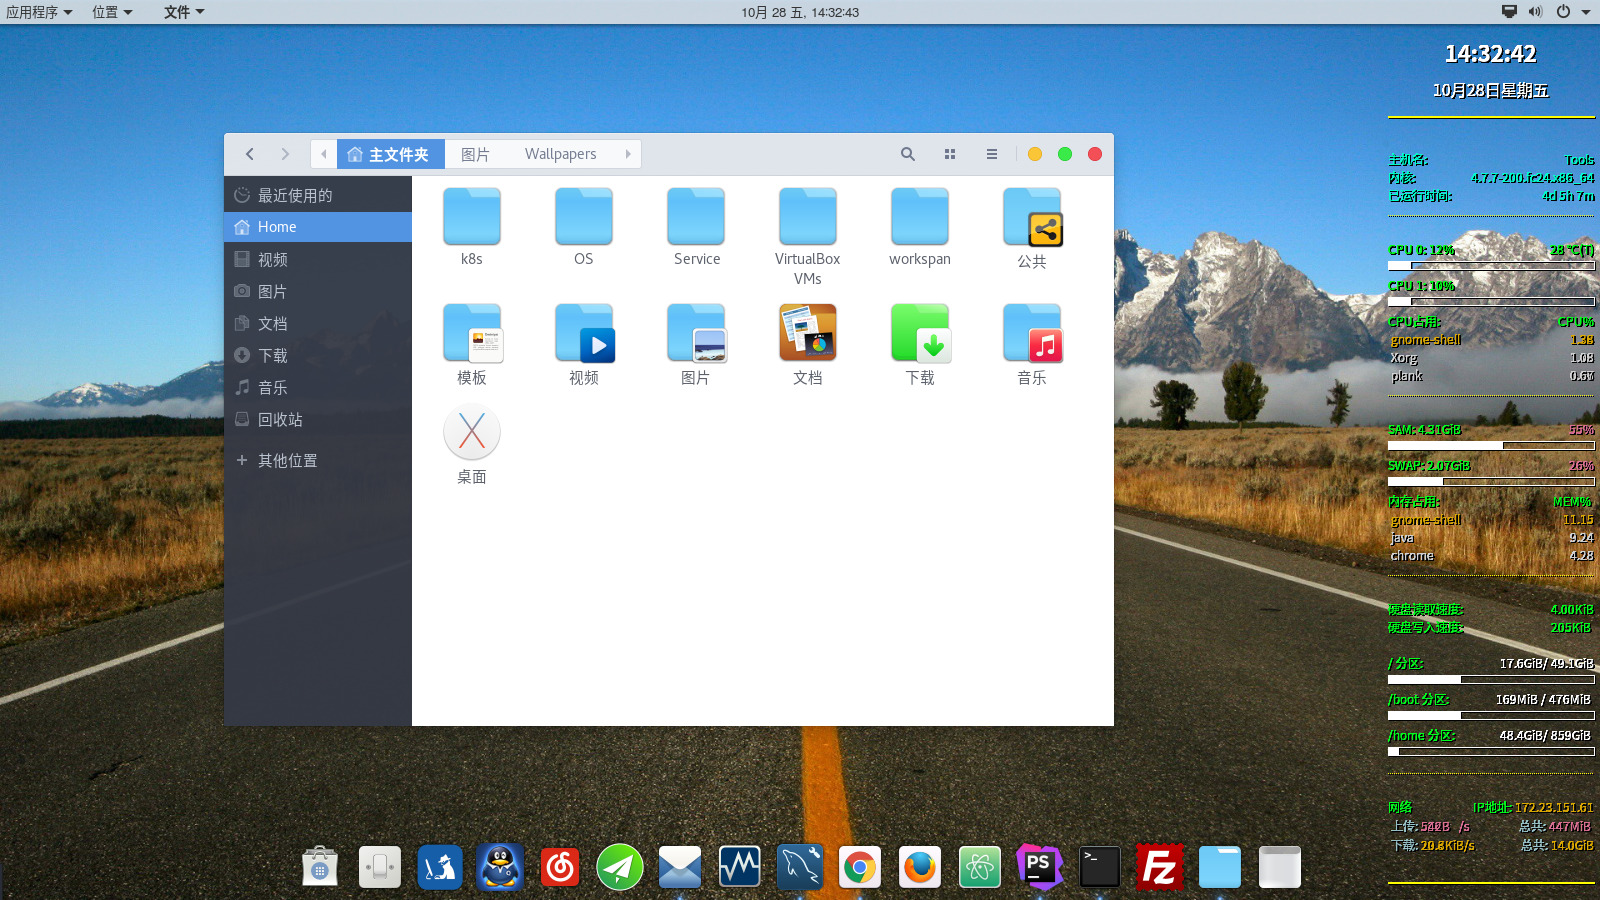 应用程序 位置 文件 10月 28 五, 14:32:43
14:32:42
10月28日星期五
主机名: Tools
内核: 4.7.7-200.fc24.x86_64
已运行时间: 4d 5h 7m
CPU 0: 12% 28 °C(T)
CPU 1: 10%
CPU占用: CPU%
gnome-shell 1.38
Xorg 1.08
plank
SAM: 4.31GiB 55%
SWAP: 2.07GiB 26%
内存占用: MEM%
gnome-shell 11.15
java 9.24
chrome 4.28
硬盘读取速度: 4.00KiB
硬盘写入速度: 205KiB
/ 分区: 17.6GiB/ 49.1GiB
/boot 分区: 169MiB / 476MiB
/home 分区: 48.4GiB/ 859GiB
网络 IP地址: 172.23.151.61
上传: /s 总共: 447MiB
下载: 总共: 14.0GiB
主文件夹 图片 Wallpapers
最近使用的
Home
视频
图片
文档
下载
音乐
回收站
其他位置
k8s OS Service VirtualBox workspan 公共
VMs
模板 视频 图片 文档 下载 音乐
桌面
PS
>_
Fz